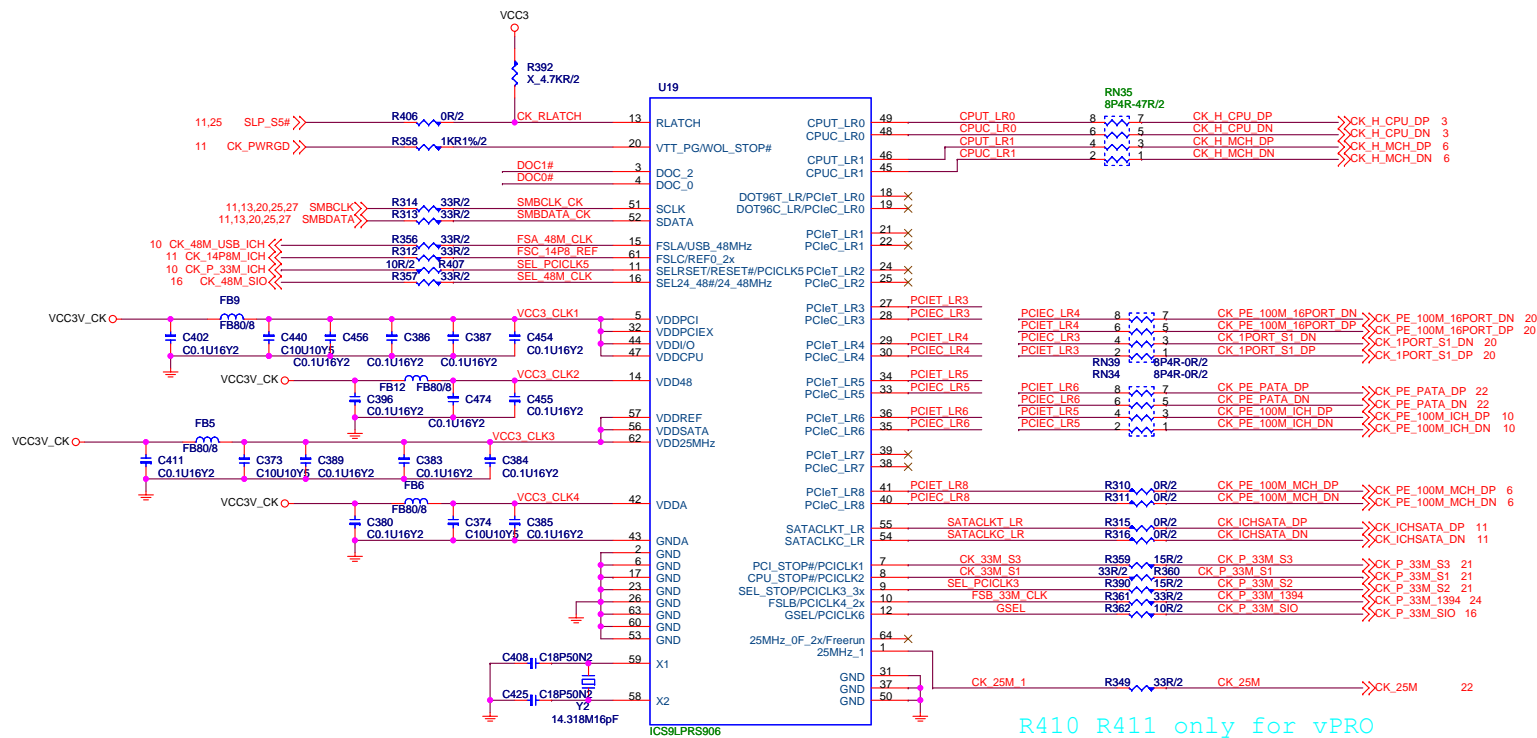 VCC3
R392
X_4.7KR/2
U19
RN35
8P4R-47R/2
11,25 SLP_S5# R406 0R/2 CK_RLATCH 13 RLATCH
11 CK_PWRGD R358 1KR1%/2 20 VTT_PG/WOL_STOP#
DOC1# 3 DOC_2
DOC0# 4 DOC_0
11,13,20,25,27 SMBCLK R314 33R/2 SMBCLK_CK 51 SCLK
11,13,20,25,27 SMBDATA R313 33R/2 SMBDATA_CK 52 SDATA
10 CK_48M_USB_ICH R356 33R/2 FSA_48M_CLK 15 FSLA/USB_48MHz
11 CK_14P8M_ICH R312 33R/2 FSC_14P8_REF 61 FSLC/REF0_2x
10 CK_P_33M_ICH 10R/2 R407 SEL_PCICLK5 11 SELRSET/RESET#/PCICLK5
16 CK_48M_SIO R357 33R/2 SEL_48M_CLK 16 SEL24_48#/24_48MHz
FB9
VCC3V_CK FB80/8 VCC3_CLK1 5 VDDPCI
32 VDDPCIEX
44 VDDI/O
47 VDDCPU
C402 C440 C456 C386 C387 C454
C0.1U16Y2 C10U10Y5 C0.1U16Y2 C0.1U16Y2 C0.1U16Y2 C0.1U16Y2
VCC3V_CK FB12 FB80/8 VCC3_CLK2 14 VDD48
C396 C474 C455
C0.1U16Y2 C0.1U16Y2 C0.1U16Y2
57 VDDREF
56 VDDSATA
FB5
VCC3V_CK FB80/8 VCC3_CLK3 62 VDD25MHz
C411 C373 C389 C383 C384
C0.1U16Y2 C10U10Y5 C0.1U16Y2 C0.1U16Y2 C0.1U16Y2
FB6
VCC3V_CK FB80/8 VCC3_CLK4 42 VDDA
C380 C374 C385
C0.1U16Y2 C10U10Y5 C0.1U16Y2
43 GNDA
2 GND
6 GND
17 GND
23 GND
26 GND
63 GND
60 GND
53 GND
C408 C18P50N2 59 X1
C425 C18P50N2 58 X2
Y2
14.318M16pF
ICS9LPRS906
CPUT_LR0 49 CPUT_LR0 8 7 CK_H_CPU_DP CK_H_CPU_DP 3
CPUC_LR0 48 CPUC_LR0 6 5 CK_H_CPU_DN CK_H_CPU_DN 3
CPUT_LR1 46 CPUT_LR1 4 3 CK_H_MCH_DP CK_H_MCH_DP 6
CPUC_LR1 45 CPUC_LR1 2 1 CK_H_MCH_DN CK_H_MCH_DN 6
DOT96T_LR/PCIeT_LR0 18
DOT96C_LR/PCIeC_LR0 19
PCIeT_LR1 21
PCIeC_LR1 22
PCIeT_LR2 24
PCIeC_LR2 25
PCIeT_LR3 27 PCIET_LR3
PCIeC_LR3 28 PCIEC_LR3
PCIeT_LR4 29 PCIET_LR4
PCIeC_LR4 30 PCIEC_LR4
PCIeT_LR5 34 PCIET_LR5
PCIeC_LR5 33 PCIEC_LR5
PCIeT_LR6 36 PCIET_LR6
PCIeC_LR6 35 PCIEC_LR6
PCIeT_LR7 39
PCIeC_LR7 38
PCIEC_LR4 8 7 CK_PE_100M_16PORT_DN CK_PE_100M_16PORT_DN 20
PCIET_LR4 6 5 CK_PE_100M_16PORT_DP CK_PE_100M_16PORT_DP 20
PCIEC_LR3 4 3 CK_1PORT_S1_DN CK_1PORT_S1_DN 20
PCIET_LR3 2 1 CK_1PORT_S1_DP CK_1PORT_S1_DP 20
RN39 8P4R-0R/2
RN34 8P4R-0R/2
PCIET_LR6 8 7 CK_PE_PATA_DP CK_PE_PATA_DP 22
PCIEC_LR6 6 5 CK_PE_PATA_DN CK_PE_PATA_DN 22
PCIET_LR5 4 3 CK_PE_100M_ICH_DP CK_PE_100M_ICH_DP 10
PCIEC_LR5 2 1 CK_PE_100M_ICH_DN CK_PE_100M_ICH_DN 10
PCIeT_LR8 41 PCIET_LR8 R310 0R/2 CK_PE_100M_MCH_DP CK_PE_100M_MCH_DP 6
PCIeC_LR8 40 PCIEC_LR8 R311 0R/2 CK_PE_100M_MCH_DN CK_PE_100M_MCH_DN 6
SATACLKT_LR 55 SATACLKT_LR R315 0R/2 CK_ICHSATA_DP CK_ICHSATA_DP 11
SATACLKC_LR 54 SATACLKC_LR R316 0R/2 CK_ICHSATA_DN CK_ICHSATA_DN 11
PCI_STOP#/PCICLK1 7 CK_33M_S3 R359 15R/2 CK_P_33M_S3 CK_P_33M_S3 21
CPU_STOP#/PCICLK2 8 CK_33M_S1 33R/2 R360 CK_P_33M_S1 CK_P_33M_S1 21
SEL_STOP/PCICLK3_3x 9 SEL_PCICLK3 R390 15R/2 CK_P_33M_S2 CK_P_33M_S2 21
FSLB/PCICLK4_2x 10 FSB_33M_CLK R361 33R/2 CK_P_33M_1394 CK_P_33M_1394 24
GSEL/PCICLK6 12 GSEL R362 10R/2 CK_P_33M_SIO CK_P_33M_SIO 16
25MHz_0F_2x/Freerun 64
25MHz_1 1
GND 31
GND 37
GND 50
CK_25M_1 R349 33R/2 CK_25M CK_25M 22
R410 R411 only for vPRO